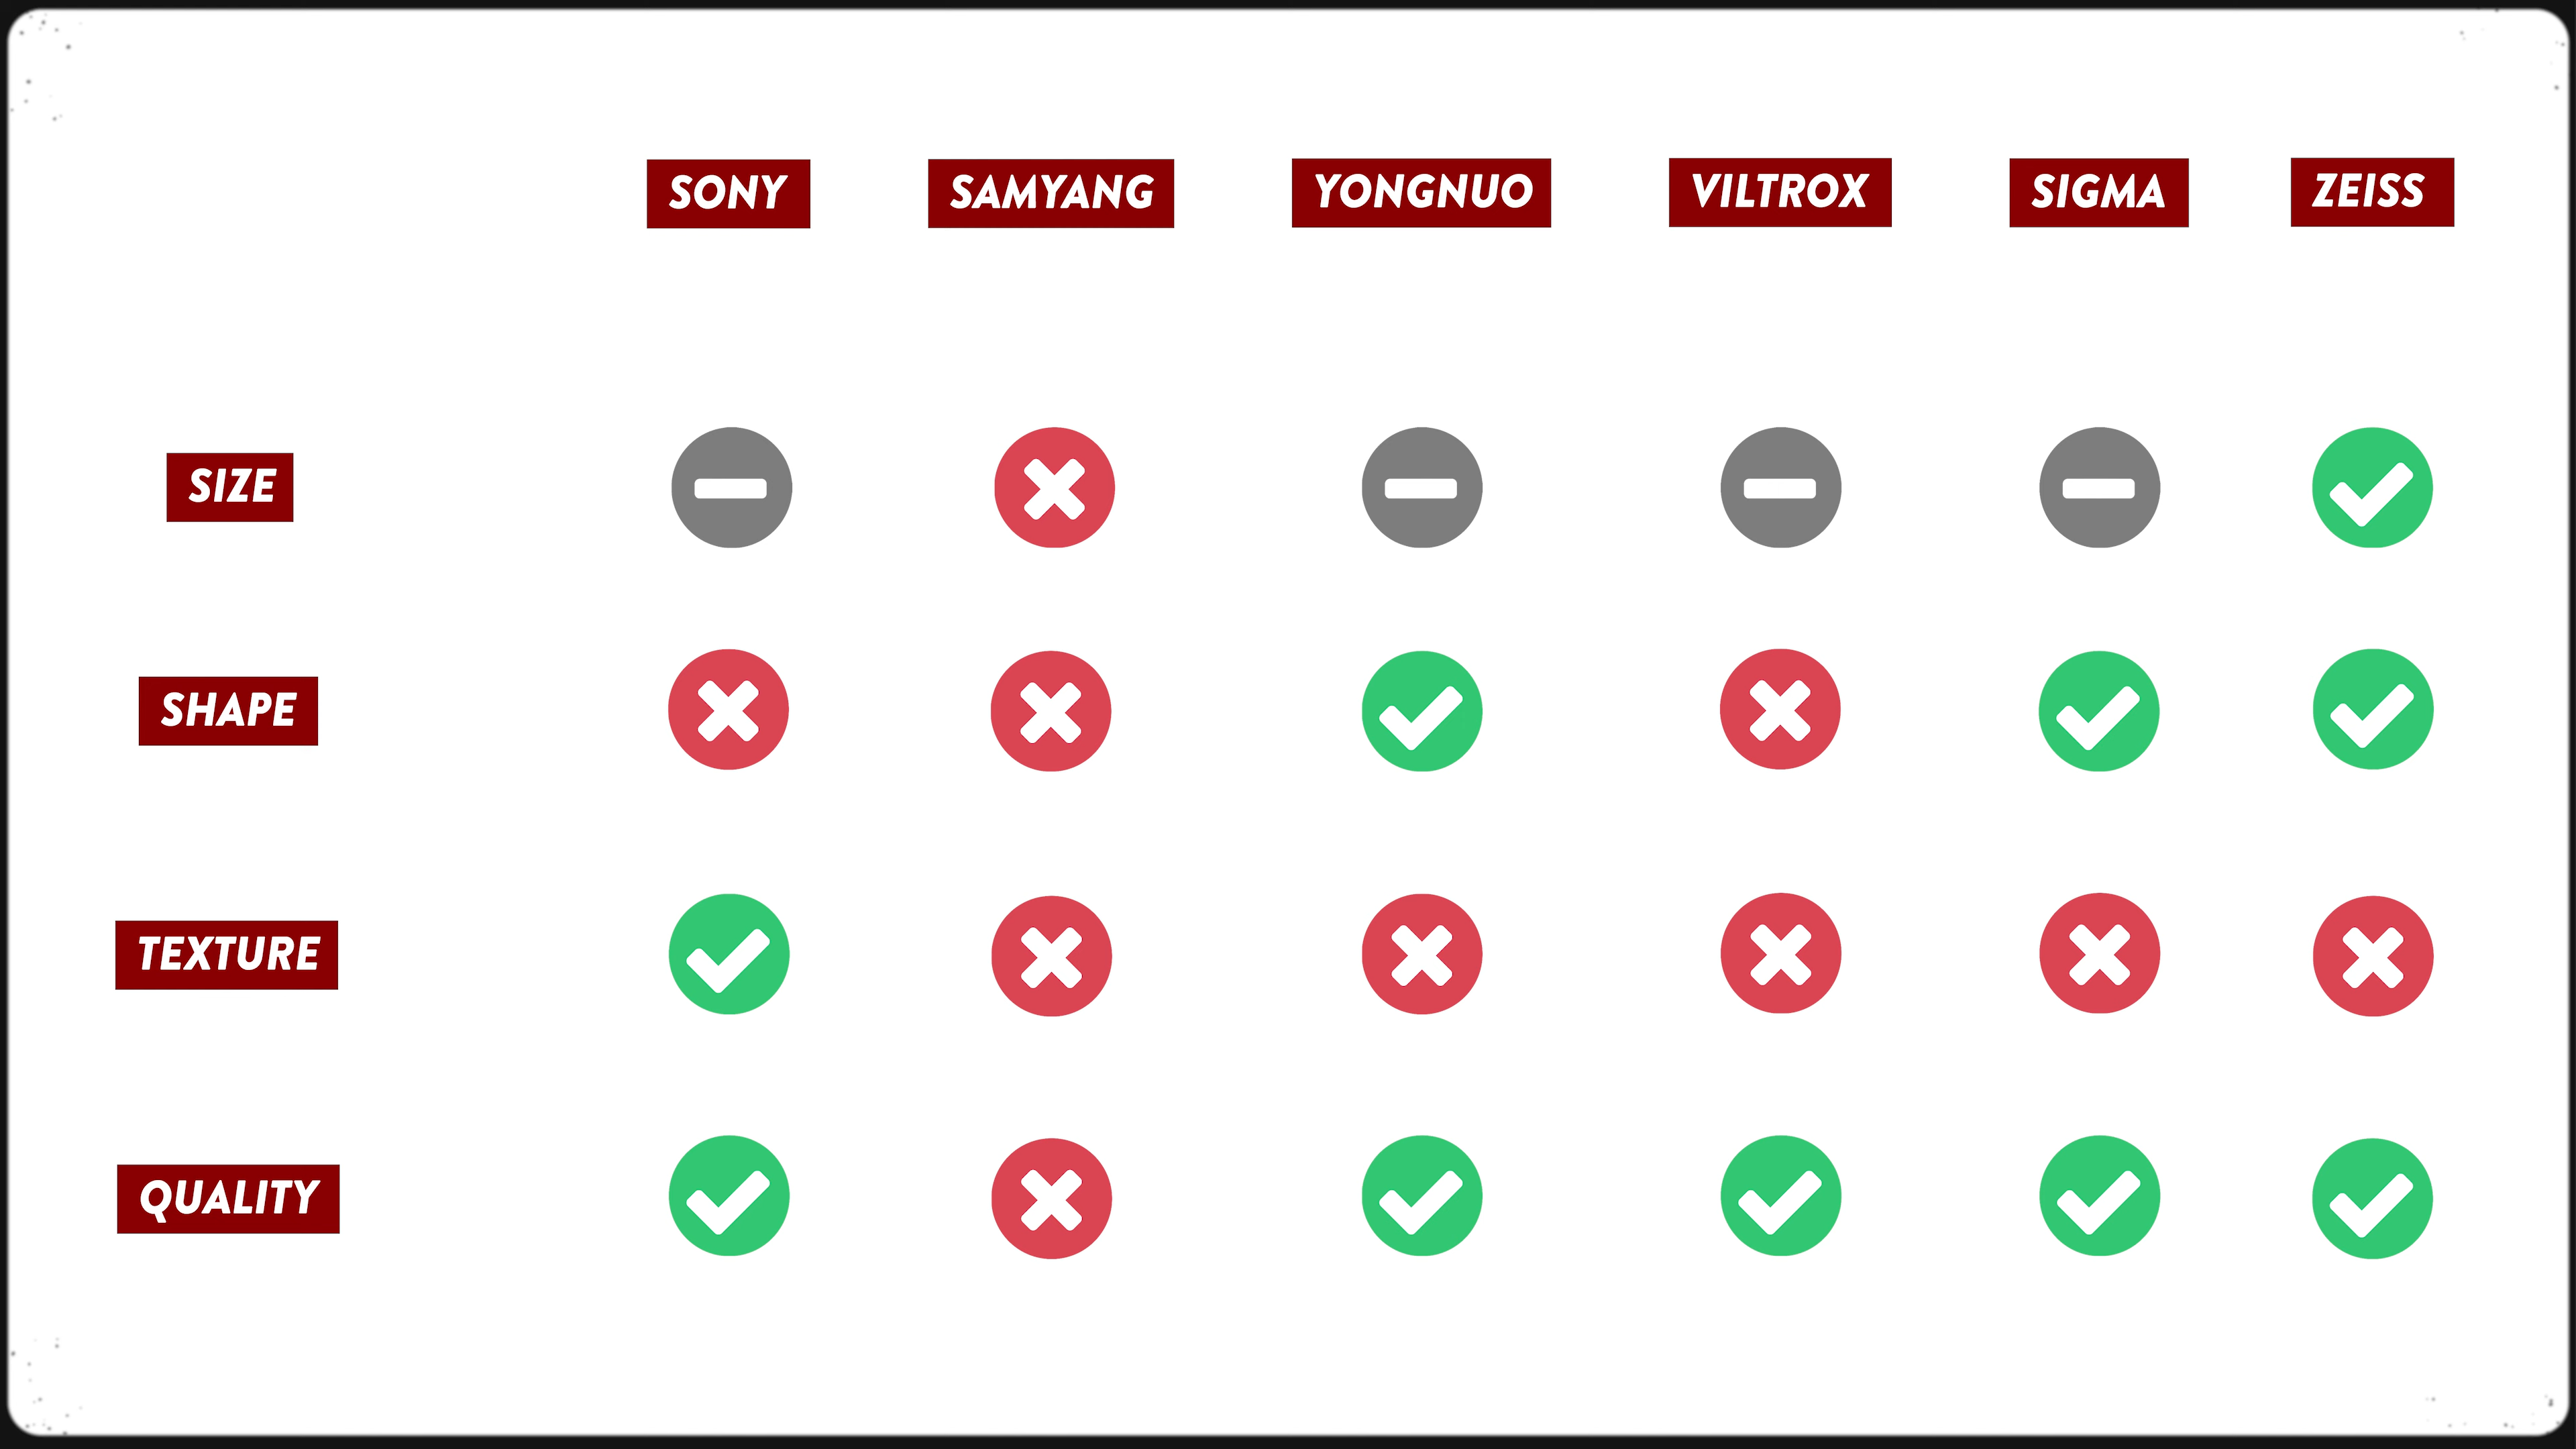 SONY SAMYANG YONGNUO VILTROX SIGMA ZEISS
SIZE
SHAPE
TEXTURE
QUALITY